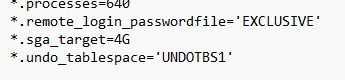 *.processes=640
*.remote_login_passwordfile='EXCLUSIVE'
*.sga_target=4G
*.undo_tablespace='UNDOTBS1'